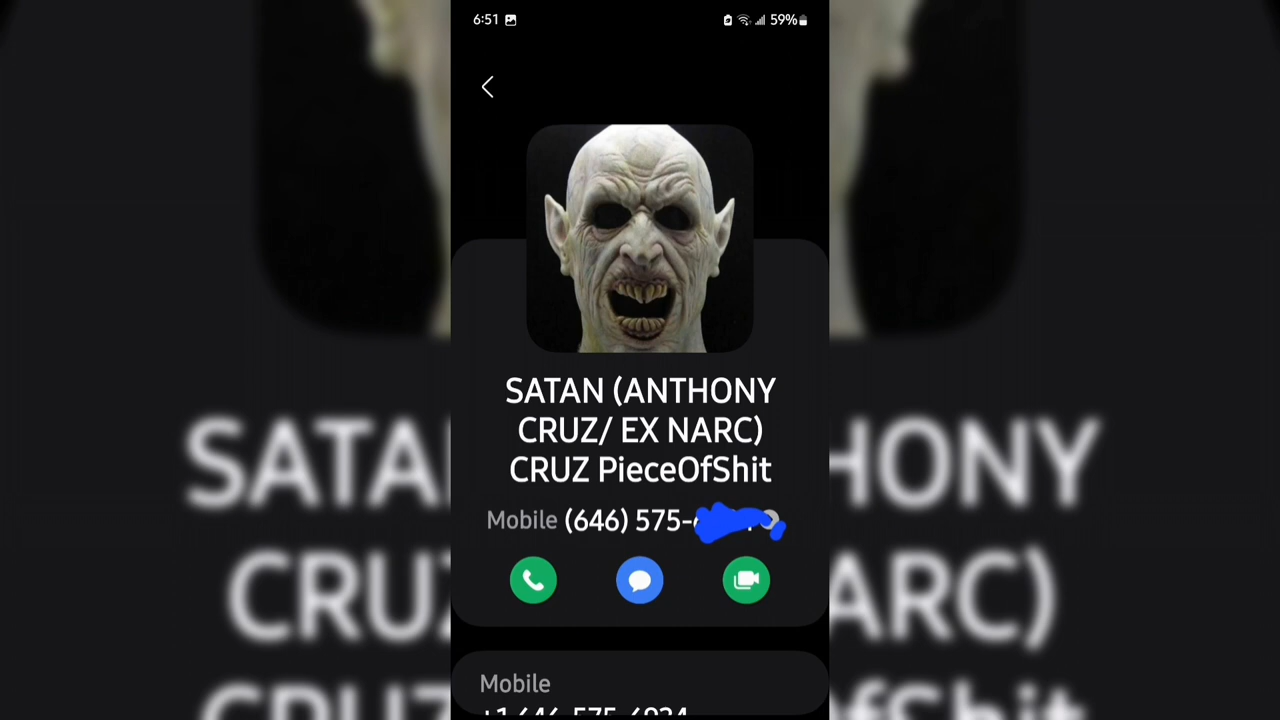 6:51
59%
SATAN (ANTHONY
CRUZ/ EX NARC)
CRUZ PieceOfShit
Mobile (646) 575-
Mobile